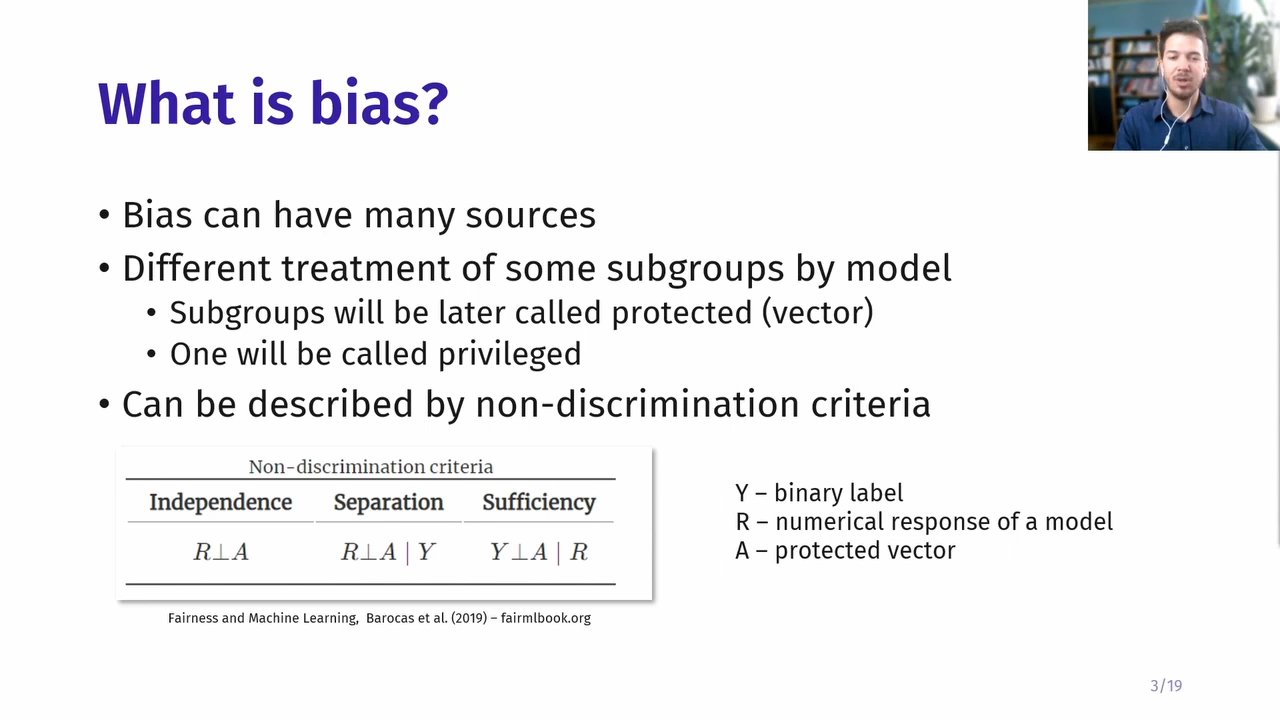 What is bias?
• Bias can have many sources
• Different treatment of some subgroups by model
• Subgroups will be later called protected (vector)
• One will be called privileged
• Can be described by non-discrimination criteria
Non-discrimination criteria
Independence Separation Sufficiency
R⊥A R⊥A | Y Y⊥A | R
Y – binary label
R – numerical response of a model
A – protected vector
Fairness and Machine Learning, Barocas et al. (2019) – fairmlbook.org
3/19